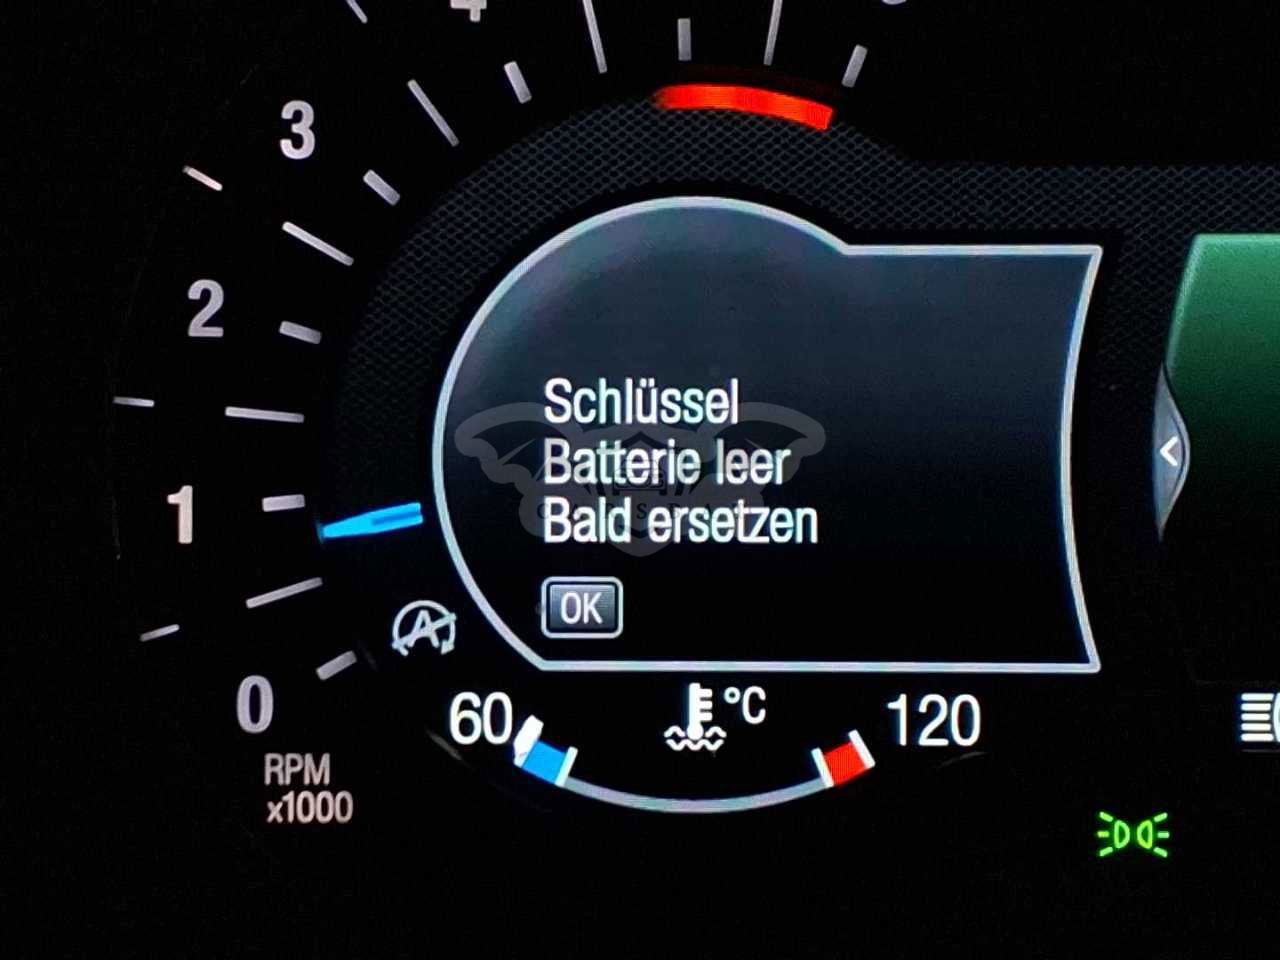 3
2
1
0
RPM
x1000
Schlüssel
Batterie leer
Bald ersetzen
OK
60
°C
120